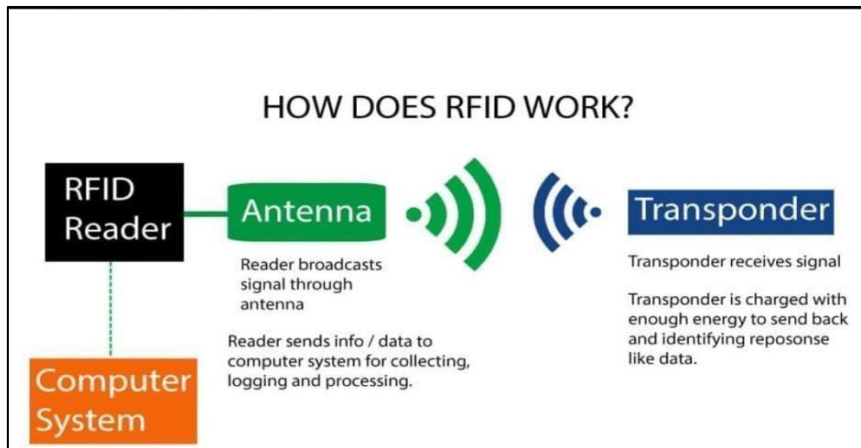 HOW DOES RFID WORK?
RFID
Reader
Antenna
Transponder
Reader broadcasts
signal through
antenna
Reader sends info / data to
computer system for collecting,
logging and processing.
Transponder receives signal
Transponder is charged with
enough energy to send back
and identifying reposonse
like data.
Computer
System